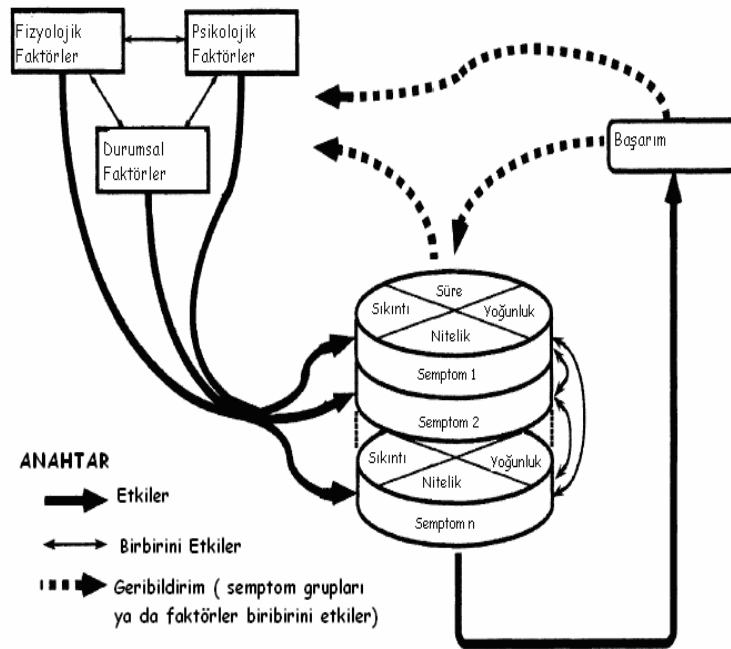 Fizyolojik
Faktörler
Psikolojik
Faktörler
Durumsal
Faktörler
Başarım
Süre
Sıkıntı
Yoğunluk
Nitelik
Semptom 1
Semptom 2
Sıkıntı
Yoğunluk
Nitelik
Semptom n
ANAHTAR
Etkiler
Birbirini Etkiler
Geribildirim ( semptom grupları
ya da faktörler biribirini etkiler)